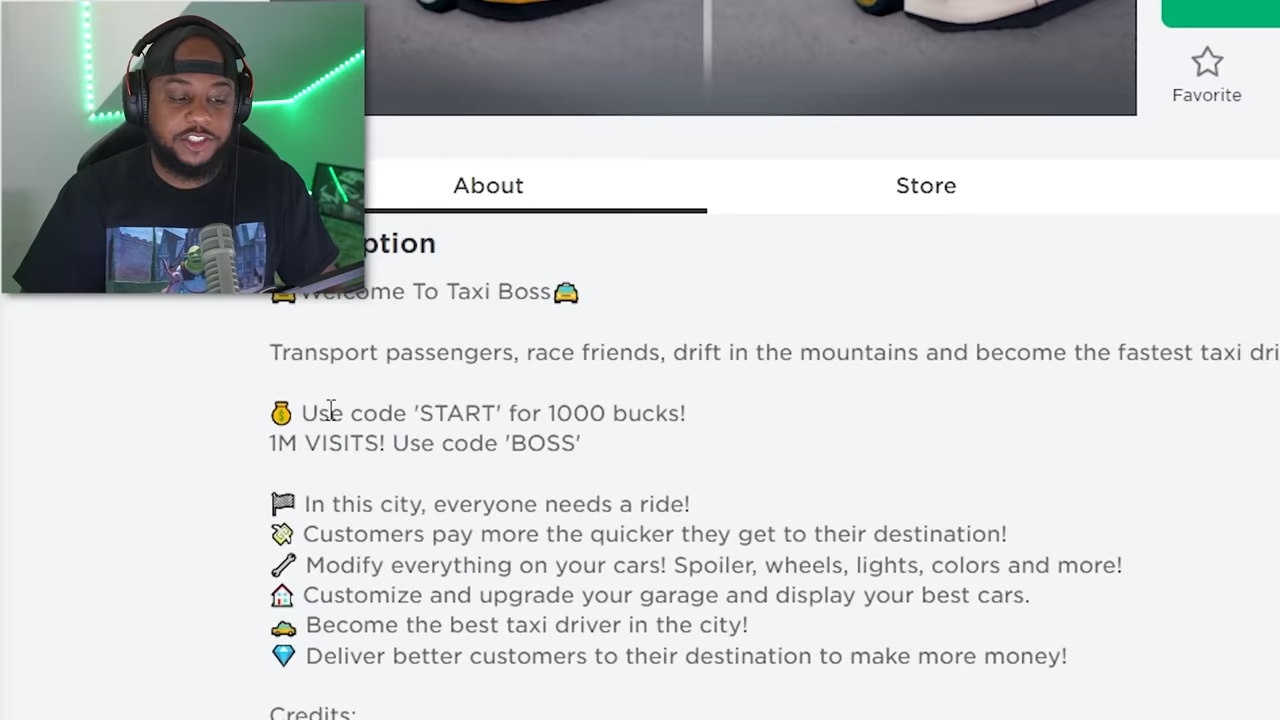 Favorite
About
Store
ption
Welcome To Taxi Boss
Transport passengers, race friends, drift in the mountains and become the fastest taxi dri
Use code 'START' for 1000 bucks!
1M VISITS! Use code 'BOSS'
In this city, everyone needs a ride!
Customers pay more the quicker they get to their destination!
Modify everything on your cars! Spoiler, wheels, lights, colors and more!
Customize and upgrade your garage and display your best cars.
Become the best taxi driver in the city!
Deliver better customers to their destination to make more money!
Credits: